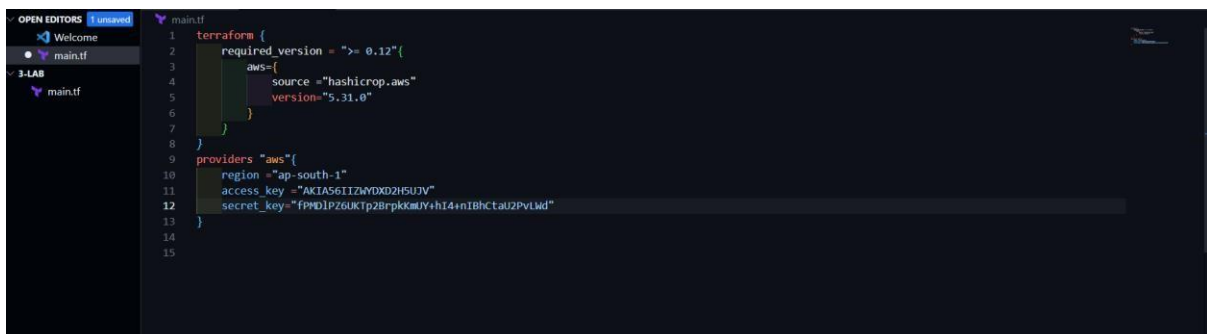 OPEN EDITORS 1 unsaved
Welcome
main.tf
3-LAB
main.tf
main.tf
1 terraform {
2 required_version = ">= 0.12"{
3 aws={
4 source ="hashicrop.aws"
5 version="5.31.0"
6 }
7 }
8 }
9 providers "aws"{
10 region ="ap-south-1"
11 access_key ="AKIA56IIZWYDXD2H5UJV"
12 secret_key="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"
13 }
14
15